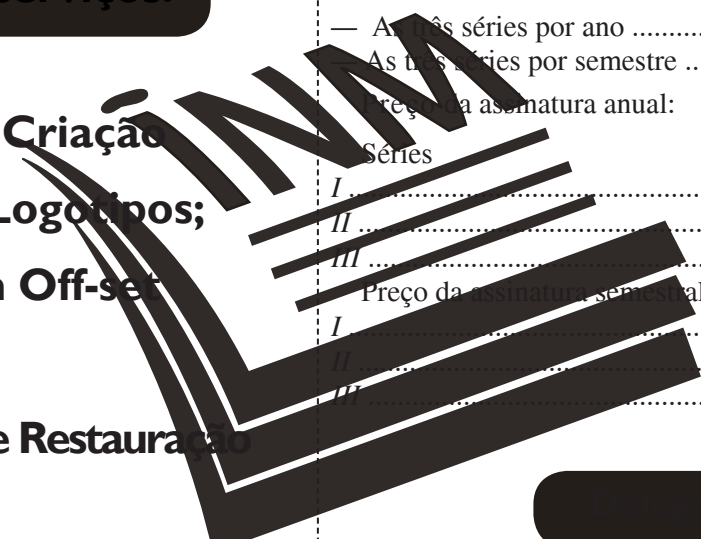 serviços:
Criação
Logotipos;
Off-set
e Restauração
INM
— As três séries por ano ..........
— As três séries por semestre ..
Preço da assinatura anual:
Séries
I ..................................................
II .................................................
III ................................................
Preço da assinatura semestral
I ..................................................
II .................................................
III ................................................